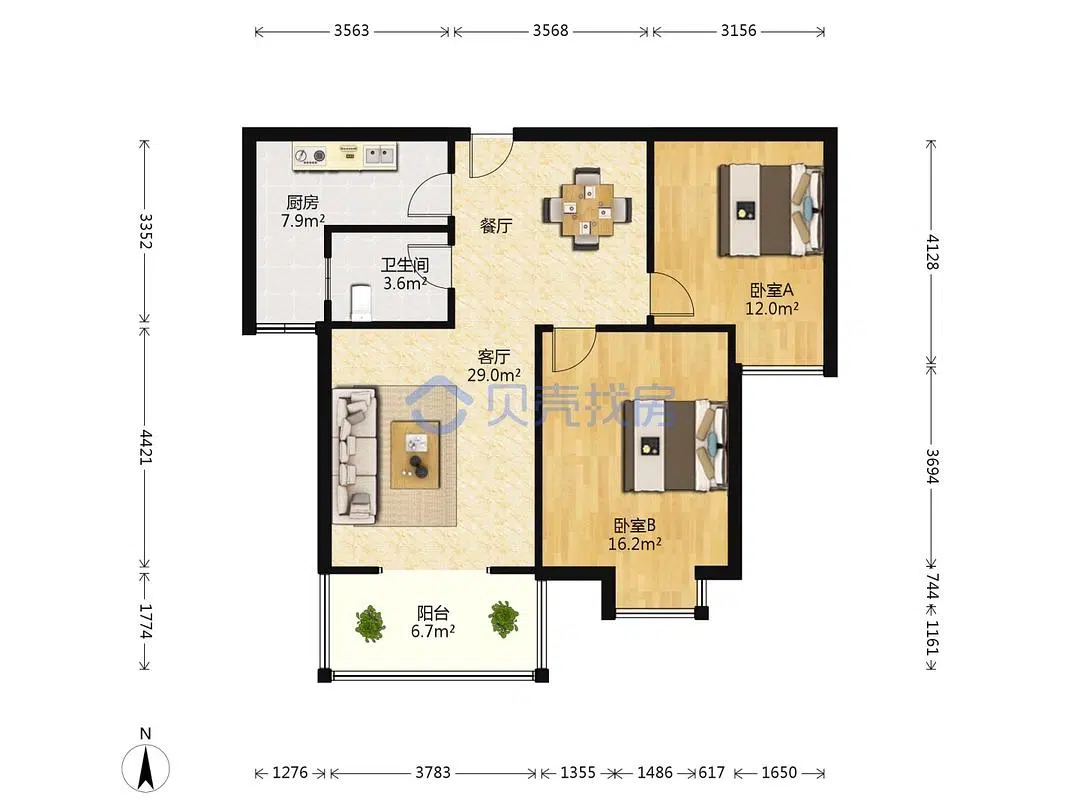 3563
3568
3156
厨房
7.9m²
餐厅
卫生间
3.6m²
卧室A
12.0m²
客厅
29.0m²
贝壳找房
卧室B
16.2m²
阳台
6.7m²
3352
4421
1774
4128
3694
744
1161
N
1276
3783
1355
1486
617
1650